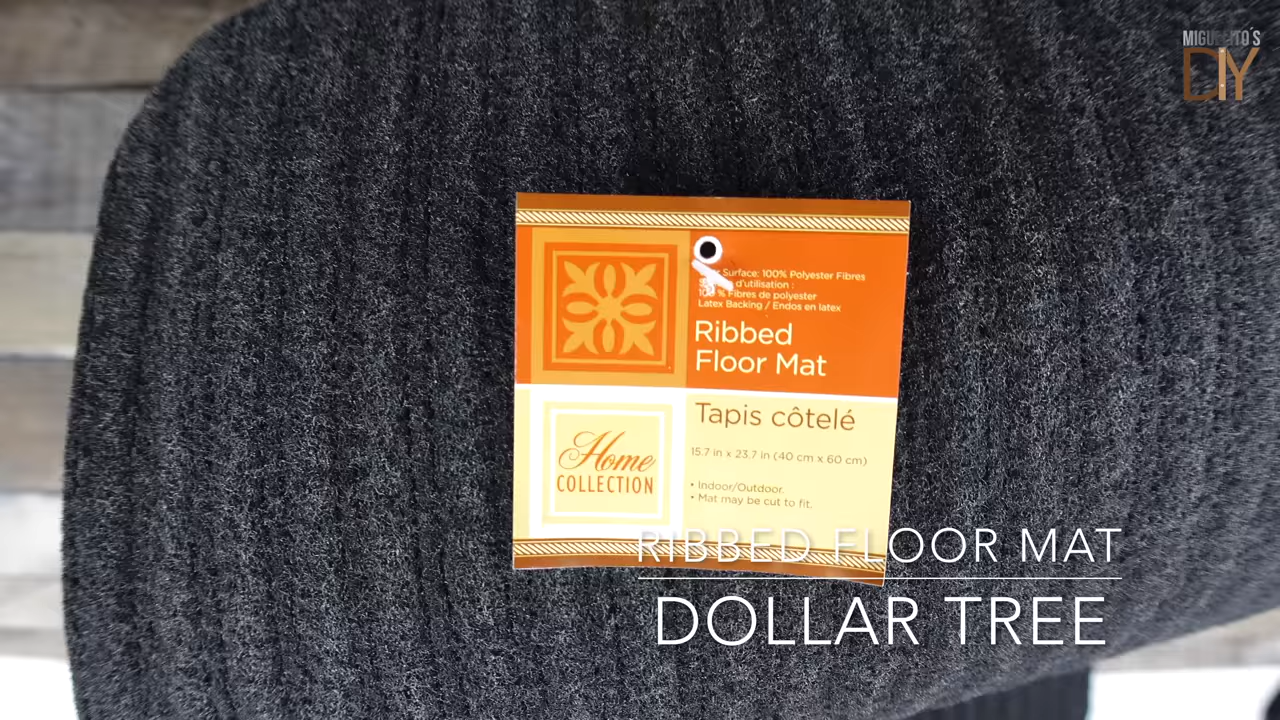 MIGUELITO'S
DIY
Surface: 100% Polyester Fibres
d'utilisation :
100 % Fibres de polyester
Latex Backing / Endos en latex
Ribbed
Floor Mat
Tapis côtelé
15.7 in x 23.7 in (40 cm x 60 cm)
• Indoor/Outdoor.
• Mat may be cut to fit.
Home
COLLECTION
RIBBED FLOOR MAT
DOLLAR TREE